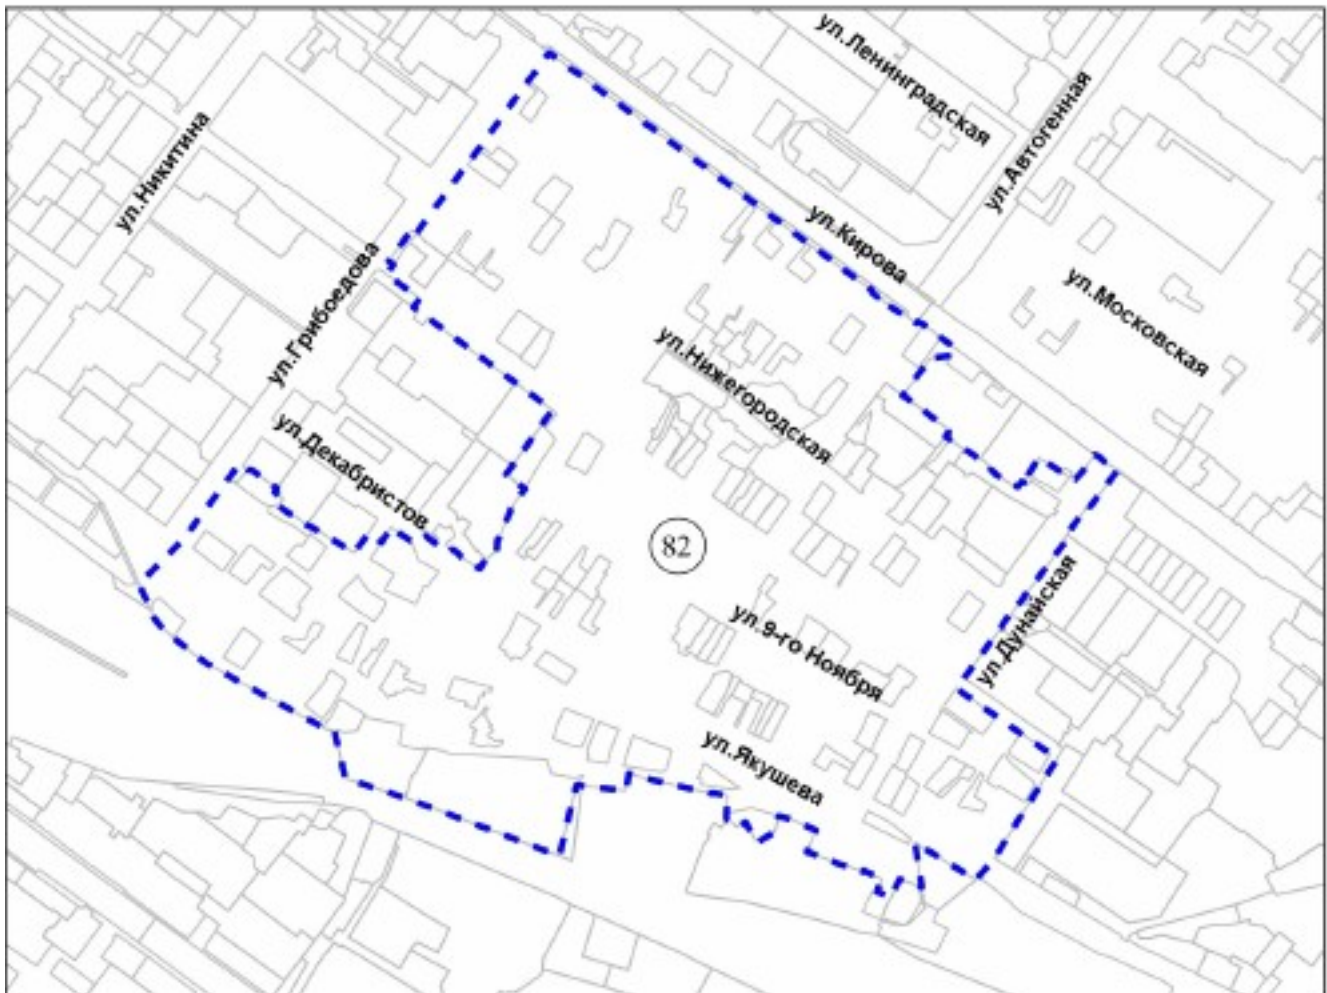 ул.Ленинградская
ул.Автогенная
ул.Никитина
ул.Кирова
ул.Грибоедова
ул.Московская
ул.Нижегородская
ул.Декабристов
82
ул.Дунайская
ул.9-го Ноября
ул.Якушева